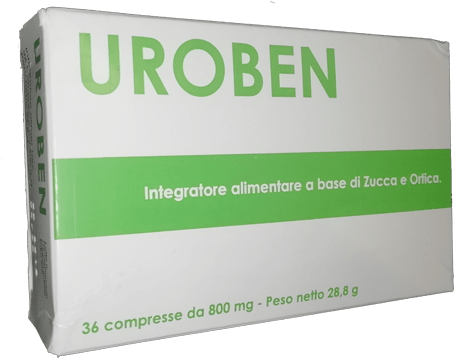 UROBEN
Integratore alimentare a base di Zucca e Ortica.
36 compresse da 800 mg - Peso netto 28,8 g
UROBEN